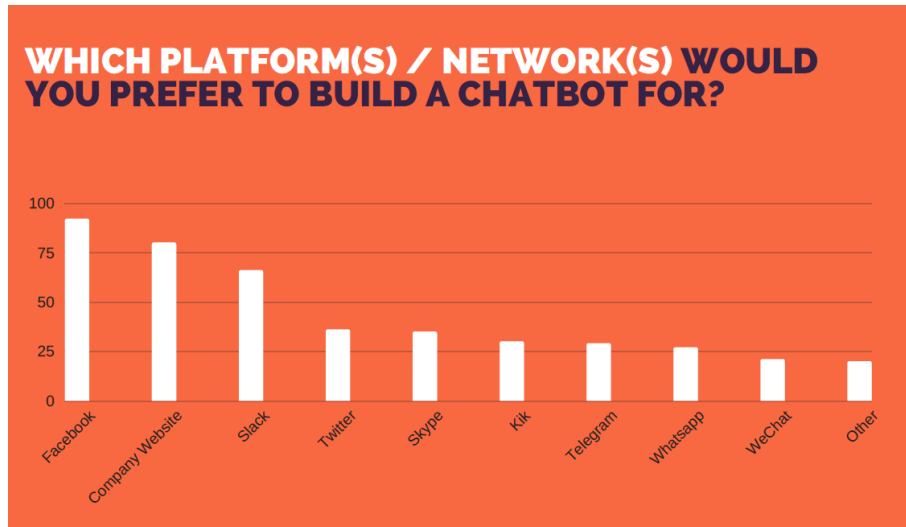 WHICH PLATFORM(S) / NETWORK(S) WOULD
YOU PREFER TO BUILD A CHATBOT FOR?
100
75
50
25
0
Facebook
Company Website
Slack
Twitter
Skype
Kik
Telegram
Whatsapp
WeChat
Other